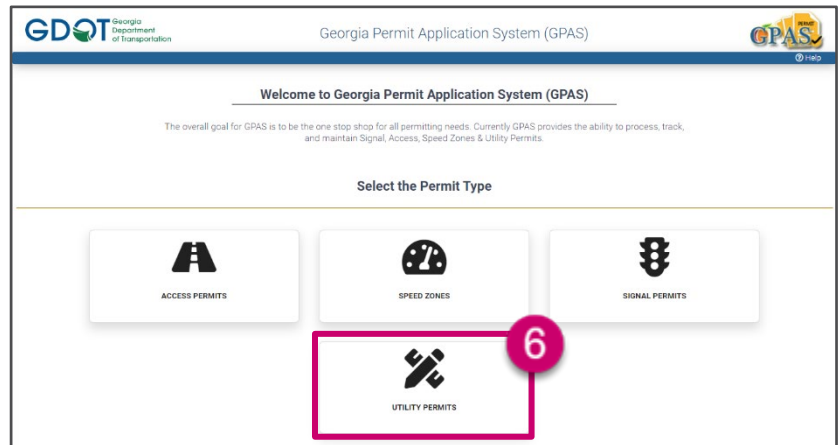 GDOT Georgia
Department
of Transportation
Georgia Permit Application System (GPAS)
PERMIT
GPAS
Help
Welcome to Georgia Permit Application System (GPAS)
The overall goal for GPAS is to be the one stop shop for all permitting needs. Currently GPAS provides the ability to process, track,
and maintain Signal, Access, Speed Zones & Utility Permits.
Select the Permit Type
ACCESS PERMITS
SPEED ZONES
SIGNAL PERMITS
6
UTILITY PERMITS